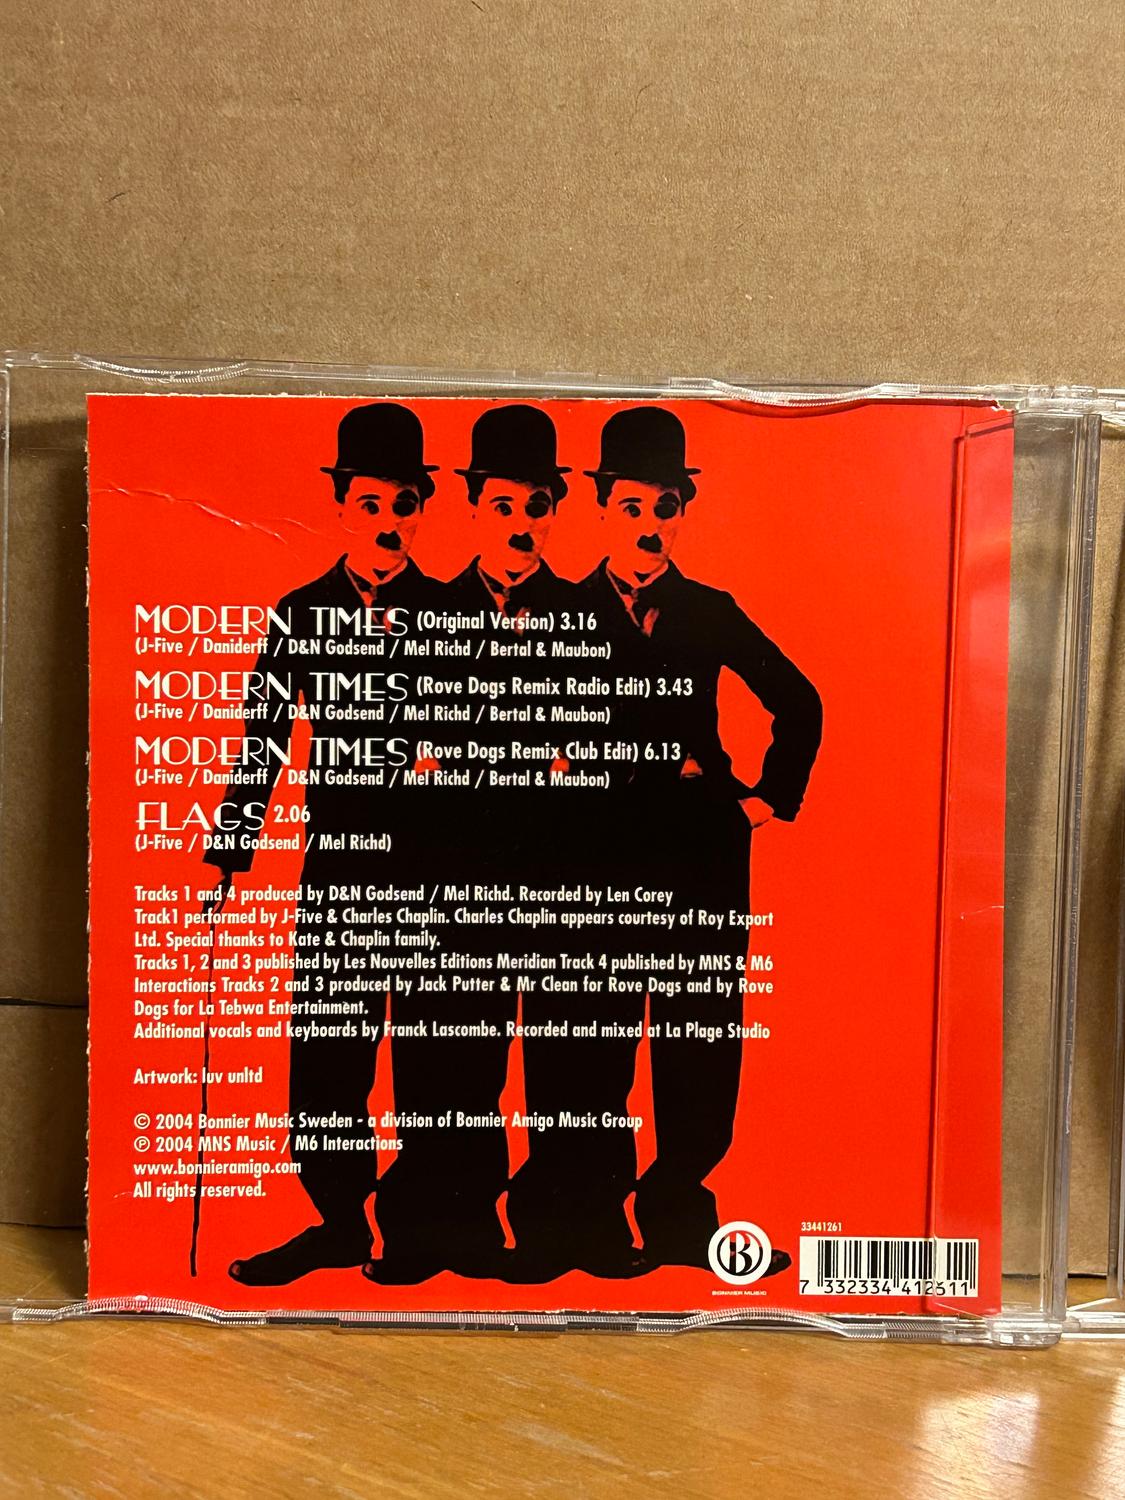 MODERN TIMES (Original Version) 3.16
(J-Five / Daniderff / D&N Godsend / Mel Richd / Bertal & Maubon)
MODERN TIMES (Rove Dogs Remix Radio Edit) 3.43
(J-Five / Daniderff / D&N Godsend / Mel Richd / Bertal & Maubon)
MODERN TIMES (Rove Dogs Remix Club Edit) 6.13
(J-Five / Daniderff / D&N Godsend / Mel Richd / Bertal & Maubon)
FLAGS 2.06
(J-Five / D&N Godsend / Mel Richd)
Tracks 1 and 4 produced by D&N Godsend / Mel Richd. Recorded by Len Corey
Track1 performed by J-Five & Charles Chaplin. Charles Chaplin appears courtesy of Roy Export
Ltd. Special thanks to Kate & Chaplin family.
Tracks 1, 2 and 3 published by Les Nouvelles Editions Meridian Track 4 published by MNS & M6
Interactions Tracks 2 and 3 produced by Jack Putter & Mr Clean for Rove Dogs and by Rove
Dogs for La Tebwa Entertainment.
Additional vocals and keyboards by Franck Lascombe. Recorded and mixed at La Plage Studio
Artwork: luv unltd
© 2004 Bonnier Music Sweden - a division of Bonnier Amigo Music Group
℗ 2004 MNS Music / M6 Interactions
www.bonnieramigo.com
All rights reserved.
B
BONNIER MUSIC
33441261
7 332334 412611